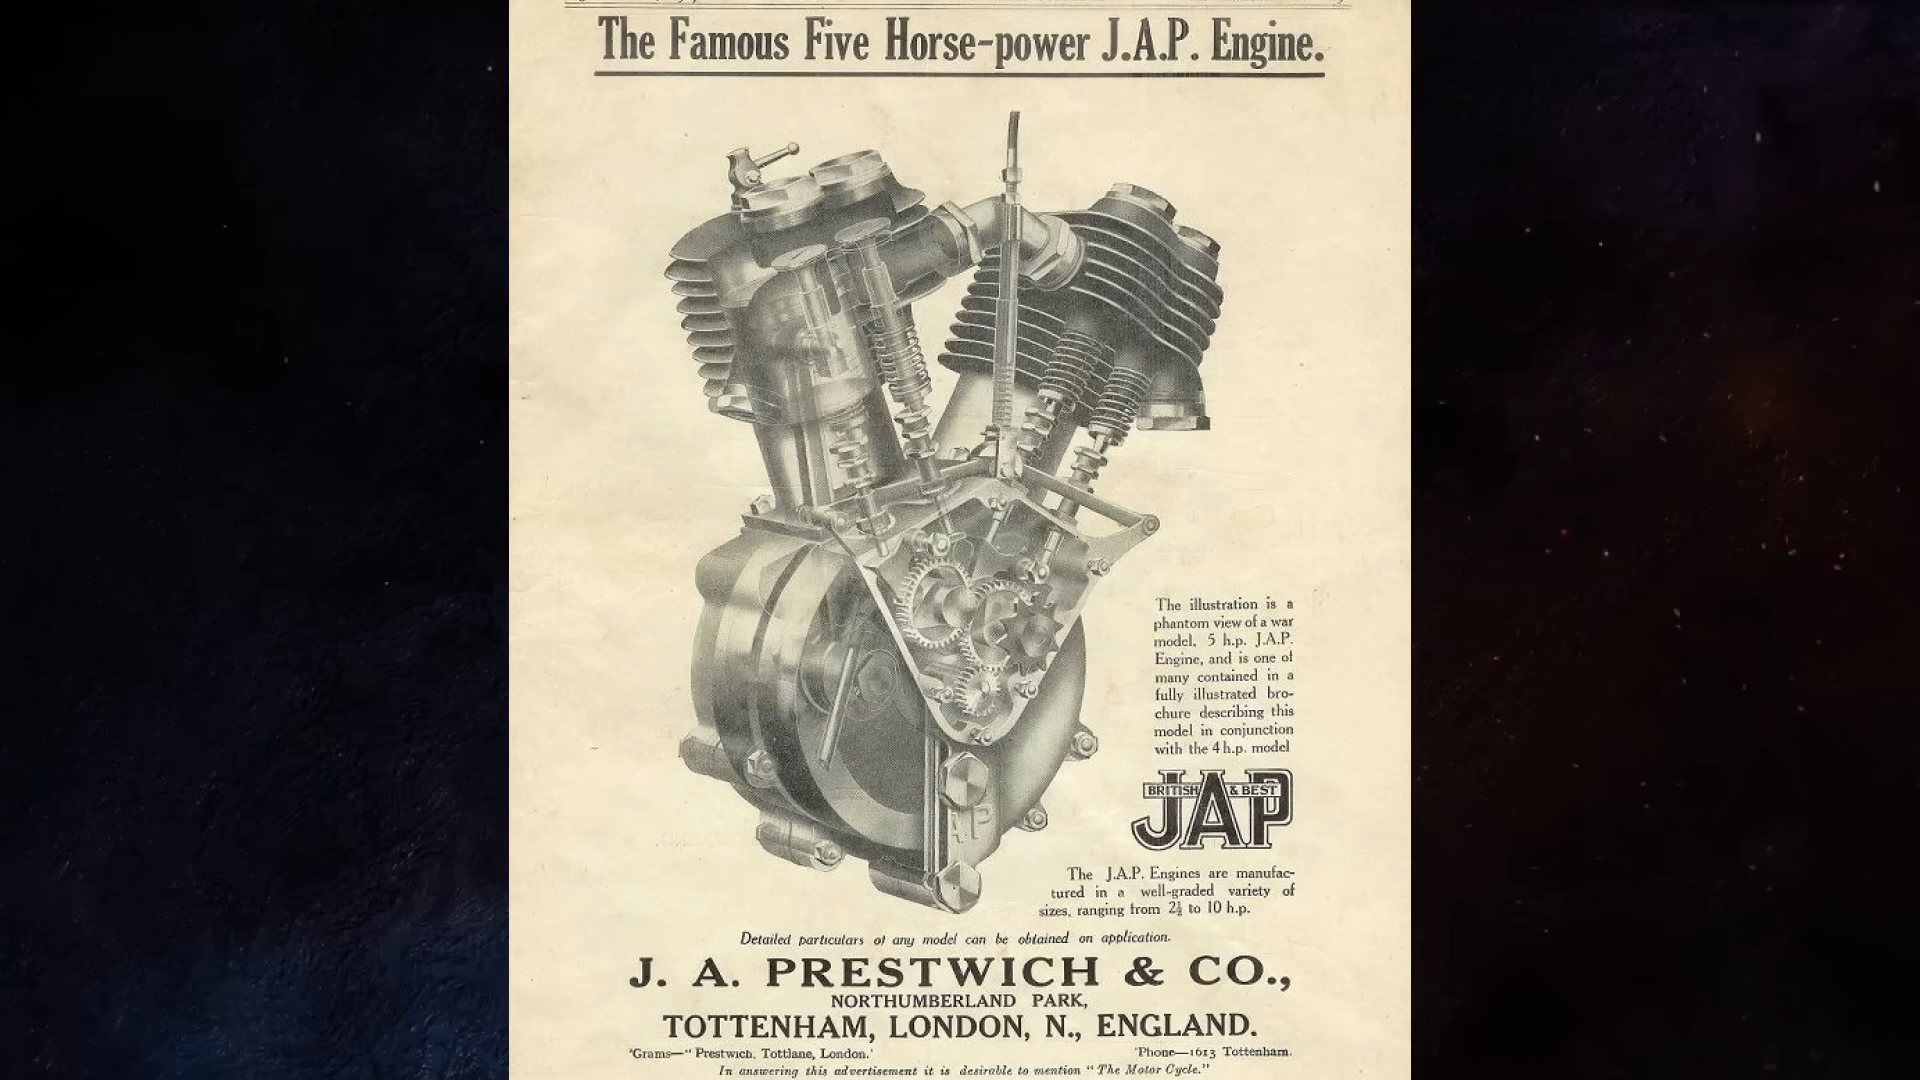 The Famous Five Horse-power J.A.P. Engine.
The illustration is a
phantom view of a war
model, 5 h.p. J.A.P.
Engine, and is one of
many contained in a
fully illustrated bro-
chure describing this
model in conjunction
with the 4 h.p. model
BRITISH & BEST
JAP
AP
The J.A.P. Engines are manufac-
tured in a well-graded variety of
sizes, ranging from 2½ to 10 h.p.
Detailed particulars of any model can be obtained on application.
J. A. PRESTWICH & CO.,
NORTHUMBERLAND PARK,
TOTTENHAM, LONDON, N., ENGLAND.
'Grams—"Prestwich, Tottlane, London.'
'Phone—1613 Tottenham.
In answering this advertisement it is desirable to mention "The Motor Cycle."